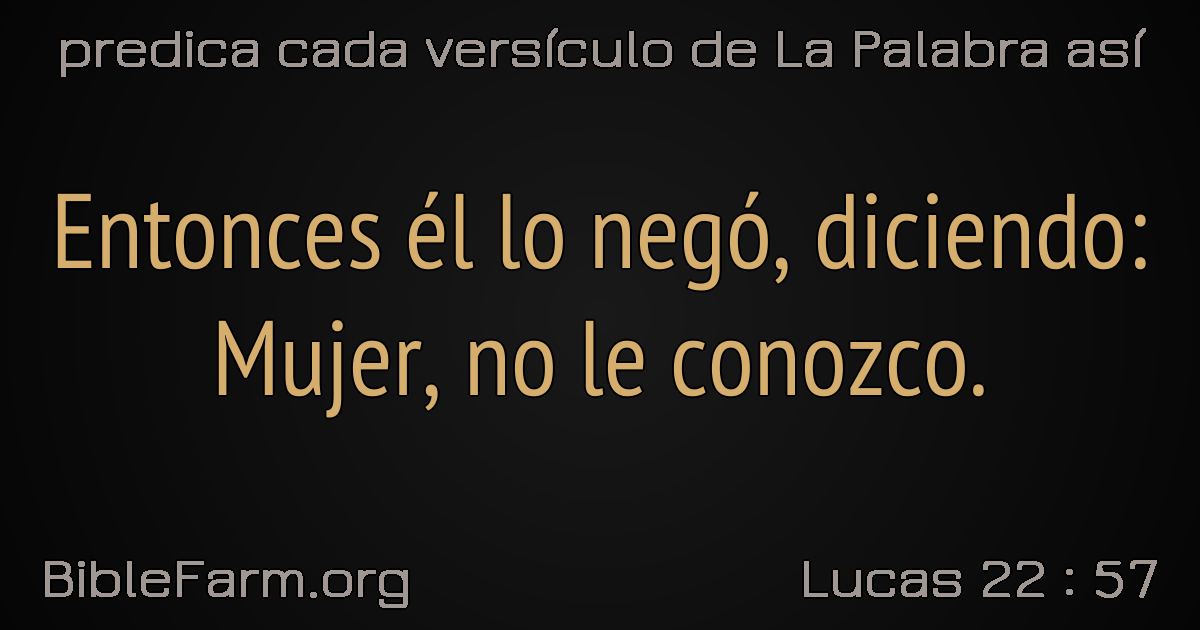 predica cada versículo de La Palabra así
Entonces él lo negó, diciendo:
Mujer, no le conozco.
BibleFarm.org
Lucas 22 : 57